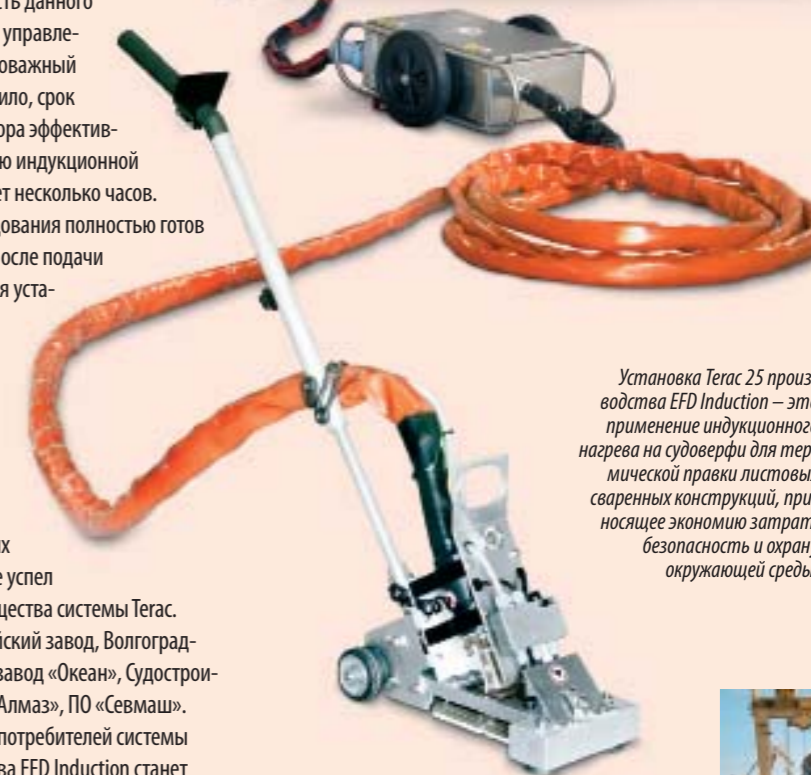 сть данного
управле-
оважный
ило, срок
ора эффектив-
ю индукционной
ет несколько часов.
дования полностью готов
осле подачи
я уста-
х
е успел
щества системы Terac.
йский завод, Волгоград-
завод «Океан», Судострои-
Алмаз», ПО «Севмаш».
потребителей системы
ва EFD Induction станет
Установка Terac 25 произ-
водства EFD Induction – это
применение индукционного
нагрева на судоверфи для тер-
мической правки листовых
сваренных конструкций, при-
носящее экономию затрат,
безопасность и охрану
окружающей среды